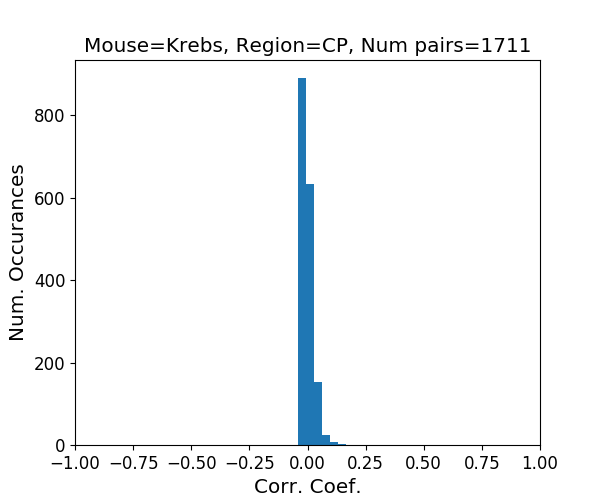 Mouse=Krebs, Region=CP, Num pairs=1711
Num. Occurances
800
600
400
200
0
−1.00 −0.75 −0.50 −0.25 0.00 0.25 0.50 0.75 1.00
Corr. Coef.